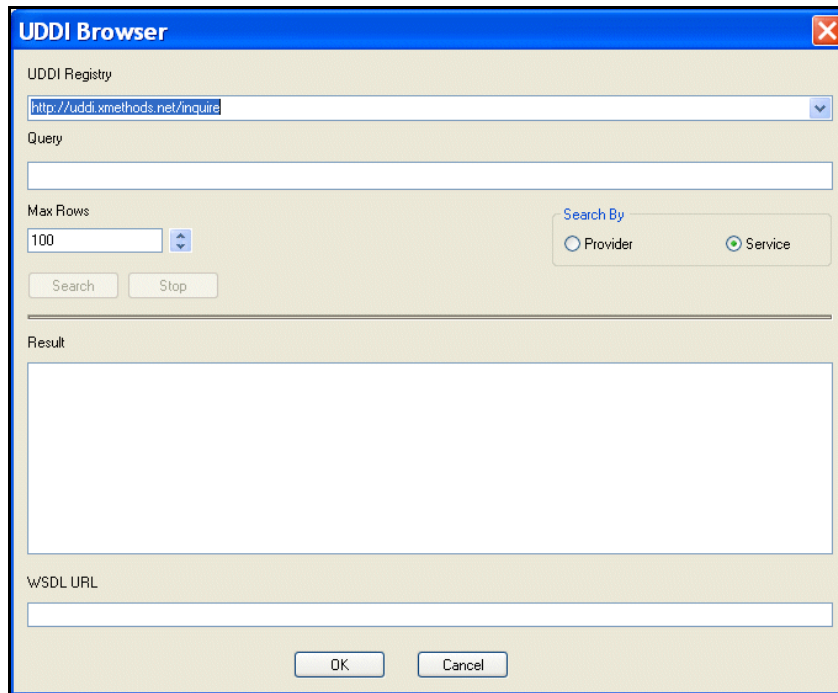 UDDI Browser
UDDI Registry
http://uddi.xmethods.net/inquire
Query
Max Rows
100
Search By
Provider
Service
Search
Stop
Result
WSDL URL
OK
Cancel